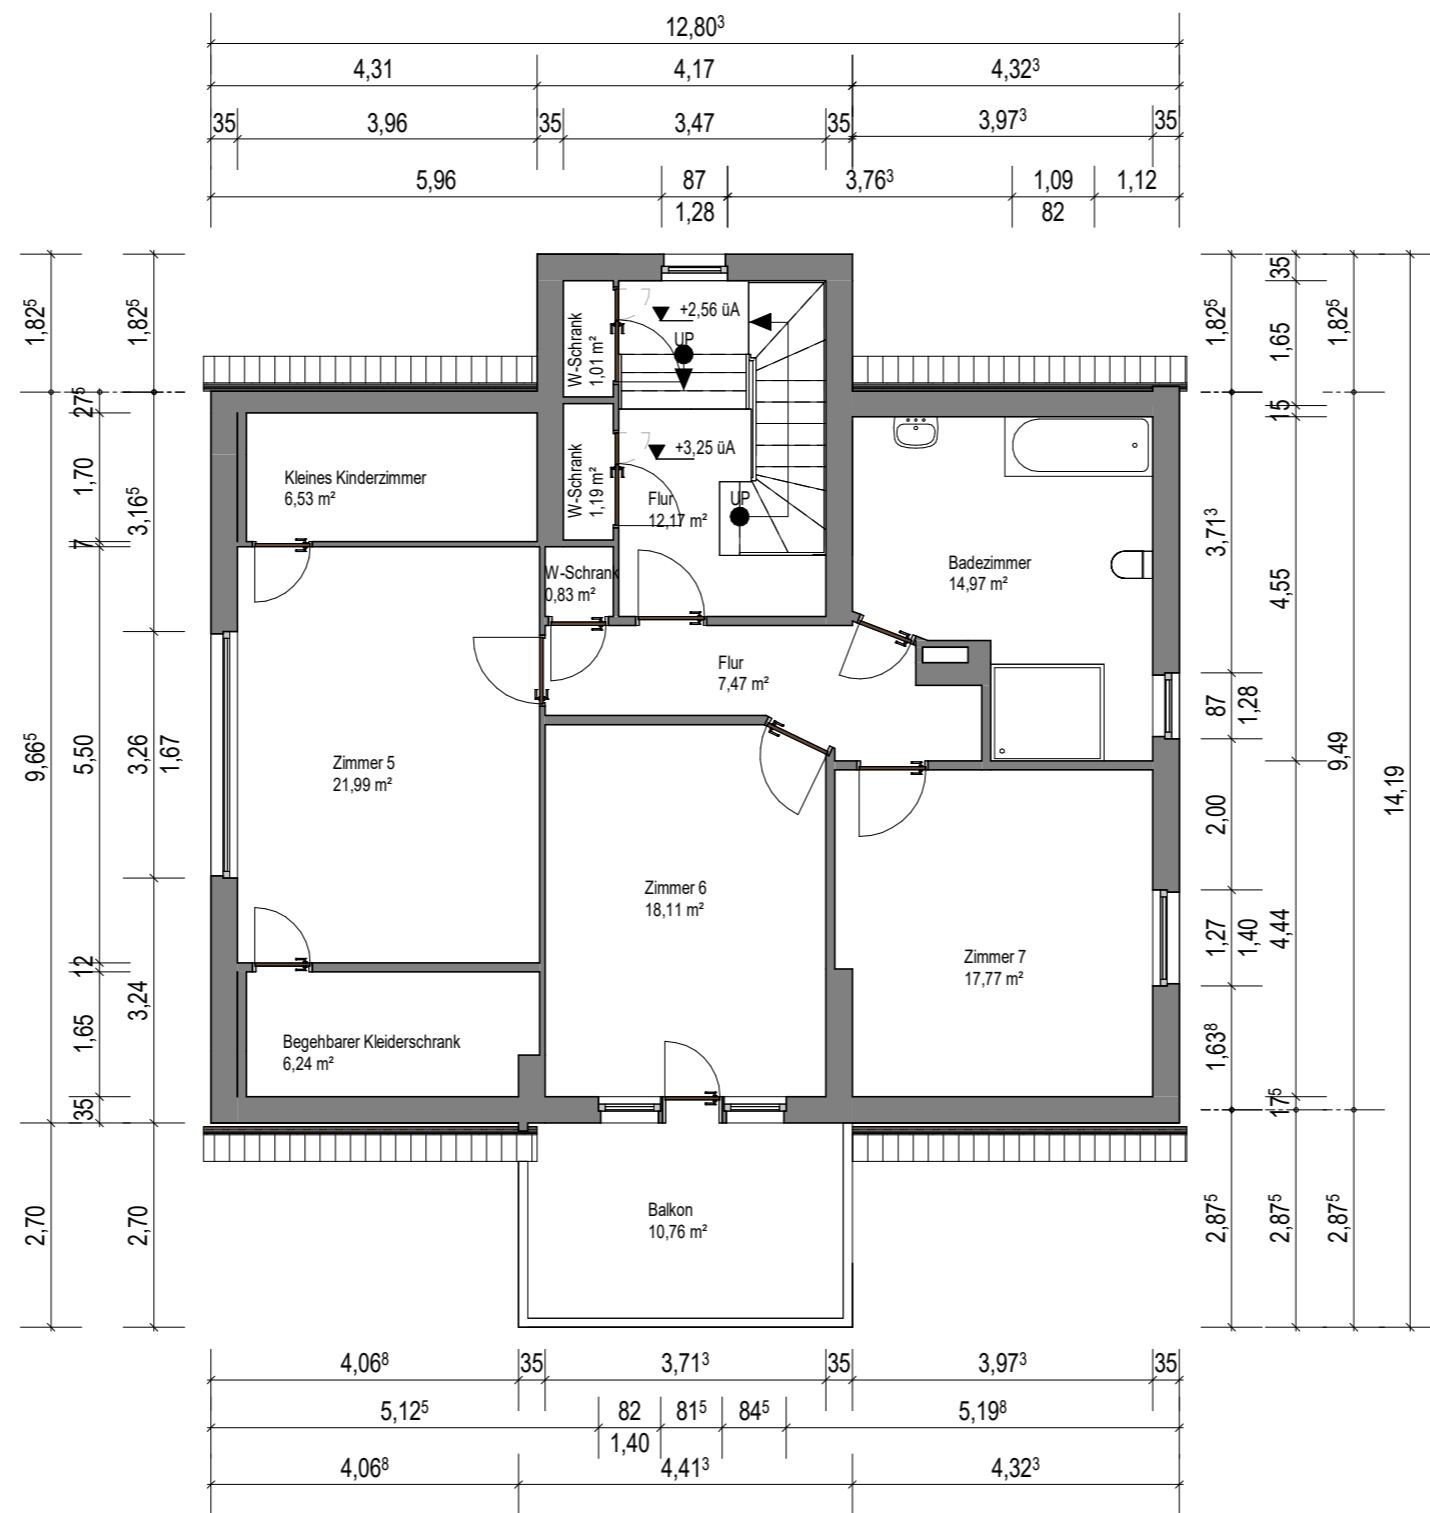 12,80³
4,31 4,17 4,32³
35 3,96 35 3,47 35 3,97³ 35
5,96 87 3,76³ 1,09 1,12
1,28 82
1,82⁵ 1,82⁵
9,66⁵
2,70
27⁵
1,70
7
5,50
12
1,65
35
3,16⁵
3,26
1,67
3,24
2,70
W-Schrank
1,01 m²
+2,56 üA
UP
W-Schrank
1,19 m²
+3,25 üA
Flur
12,17 m²
UP
Kleines Kinderzimmer
6,53 m²
W-Schrank
0,83 m²
Badezimmer
14,97 m²
Flur
7,47 m²
Zimmer 5
21,99 m²
Zimmer 6
18,11 m²
Zimmer 7
17,77 m²
Begehbarer Kleiderschrank
6,24 m²
Balkon
10,76 m²
1,82⁵
3,71³
87
1,28
2,00
1,27
1,40
1,63⁸
2,87⁵
35
1,65
15
4,55
4,44
17⁵
2,87⁵
1,82⁵
9,49
2,87⁵
14,19
4,06⁸ 35 3,71³ 35 3,97³ 35
5,12⁵ 82 81⁵ 84⁵ 5,19⁸
1,40
4,06⁸ 4,41³ 4,32³